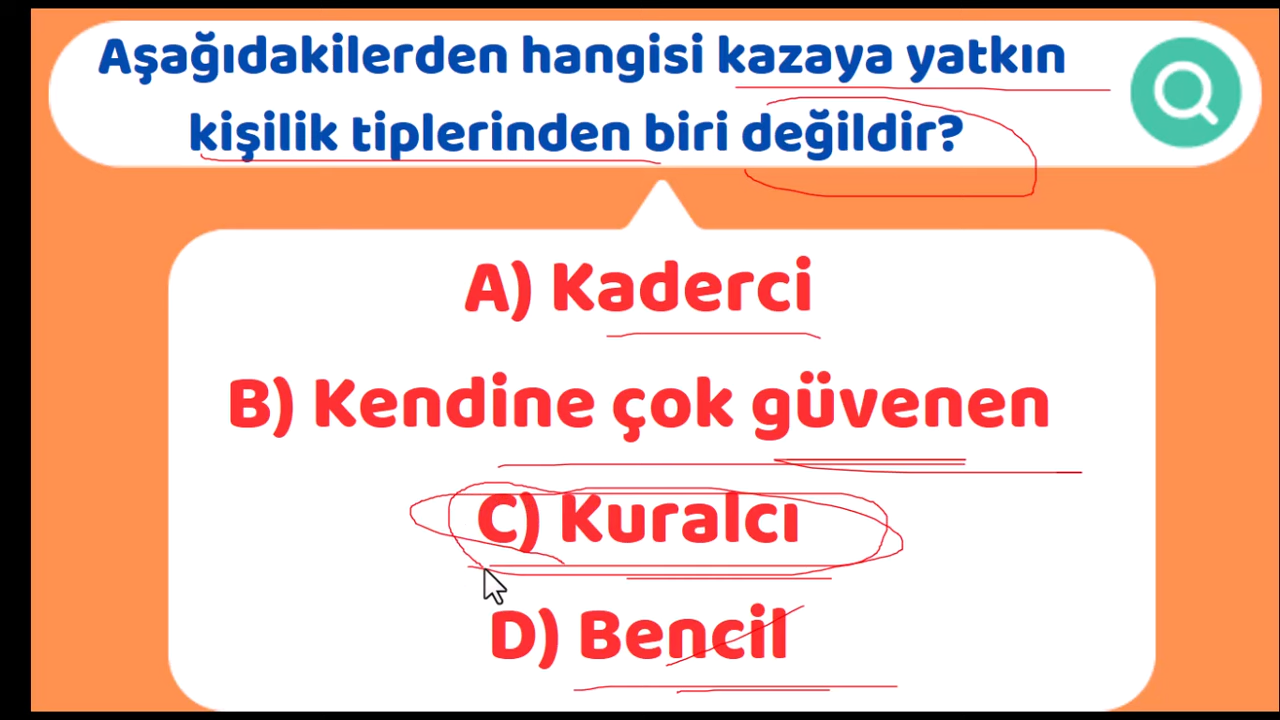 Aşağıdakilerden hangisi kazaya yatkın
kişilik tiplerinden biri değildir?
A) Kaderci
B) Kendine çok güvenen
C) Kuralcı
D) Bencil